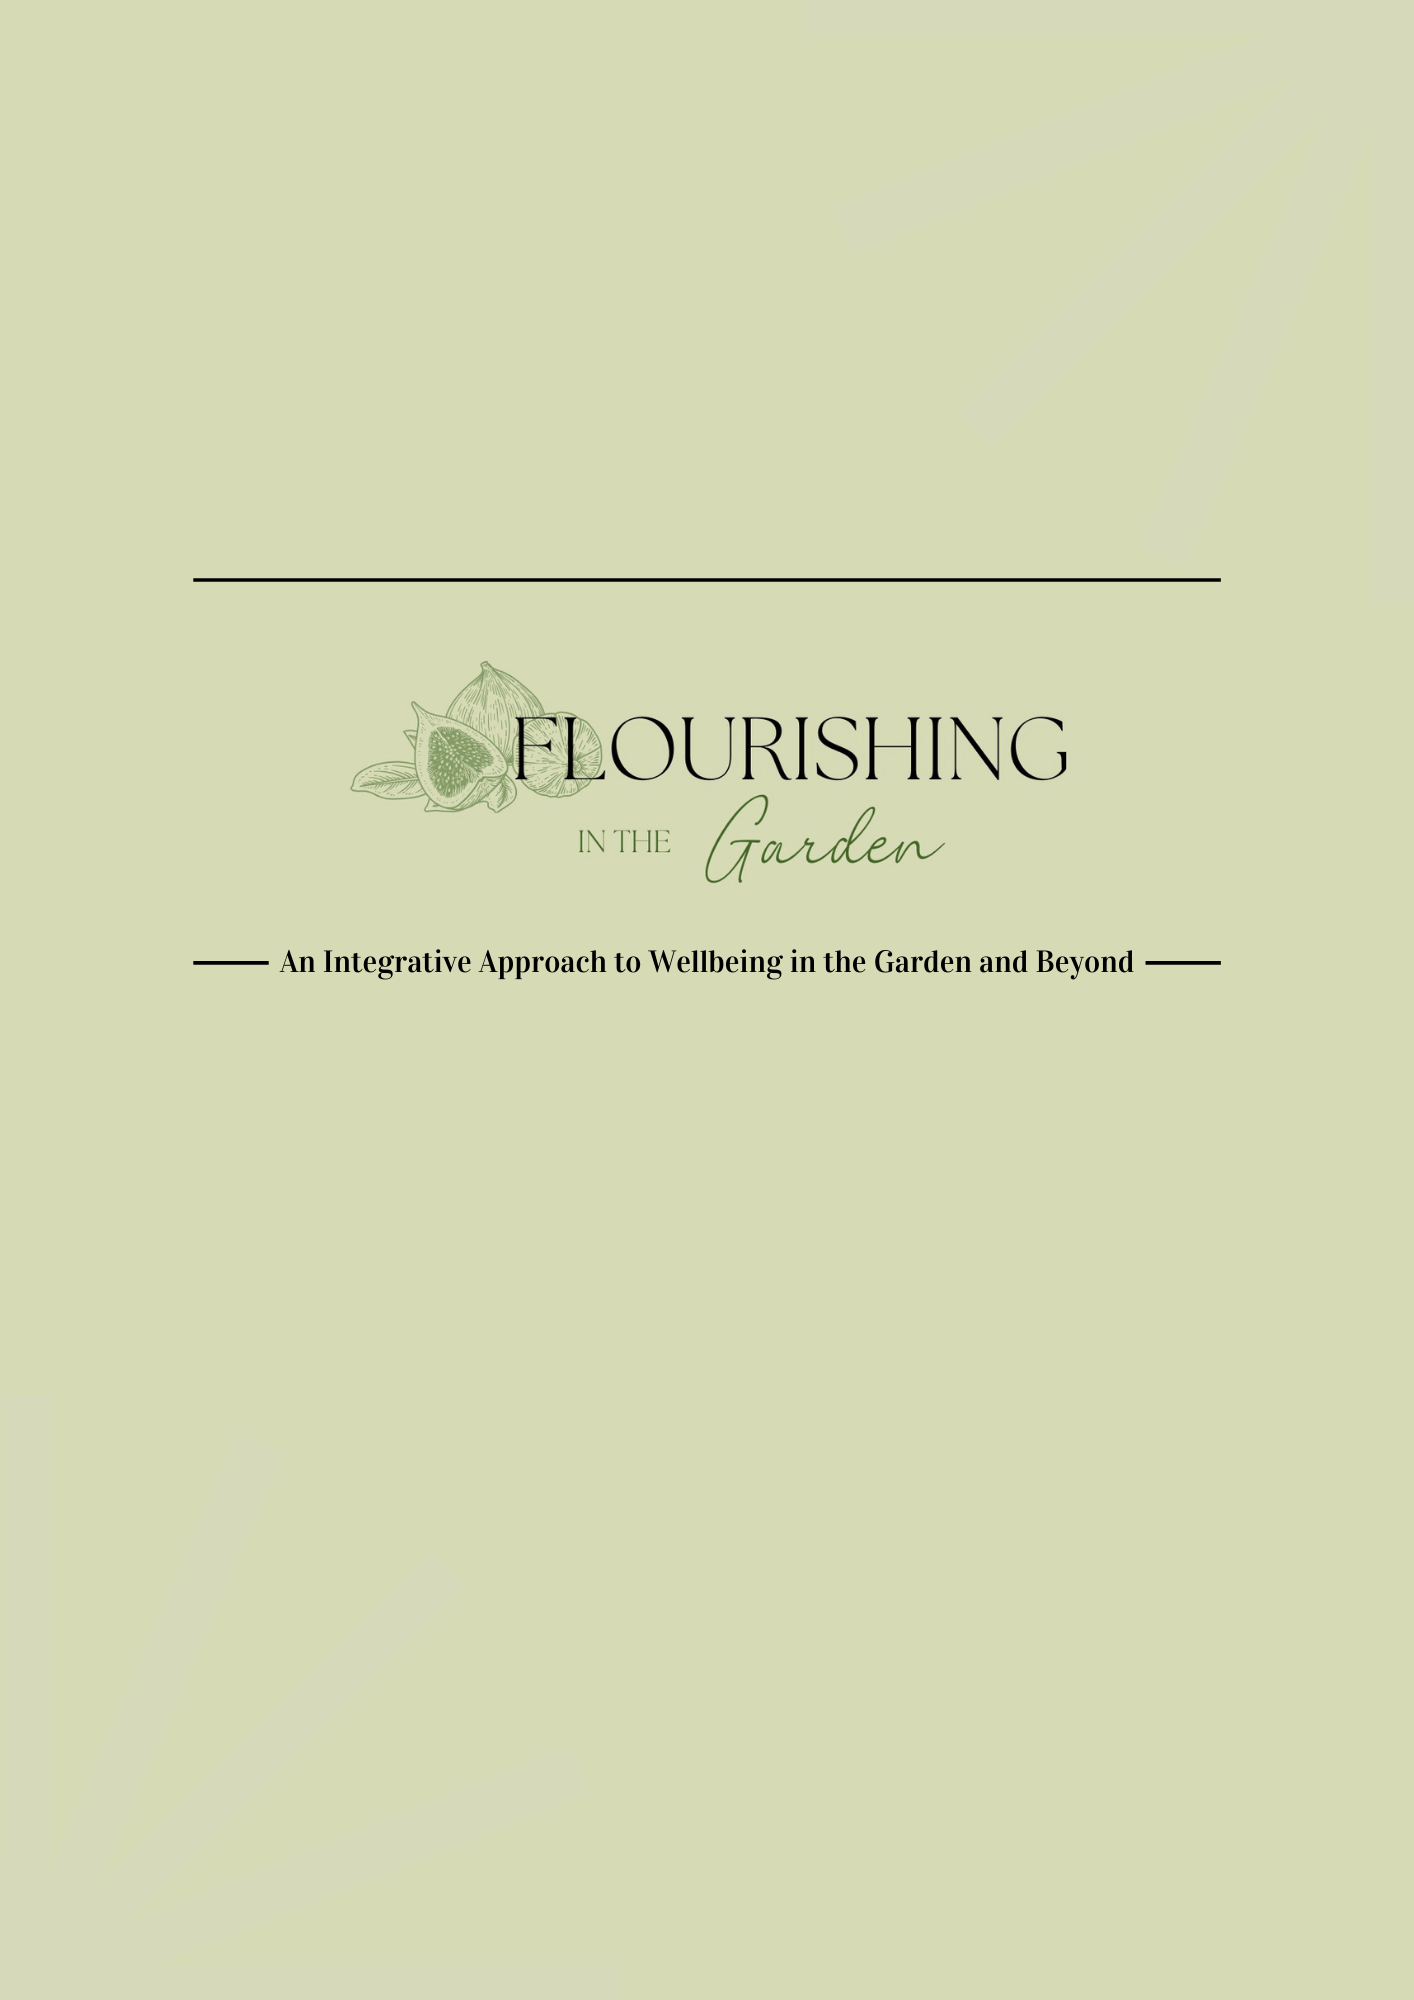 FLOURISHING
IN THE Garden
An Integrative Approach to Wellbeing in the Garden and Beyond